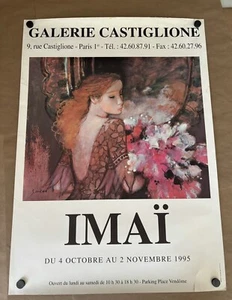 GALERIE CASTIGLIONE
9, rue Castiglione - Paris 1er - Tél. : 42.60.87.91 - Fax : 42.60.27.96
IMAÏ
DU 4 OCTOBRE AU 2 NOVEMBRE 1995
Ouvert du lundi au samedi de 10 h 30 à 18 h 30 - Parking Place Vendôme